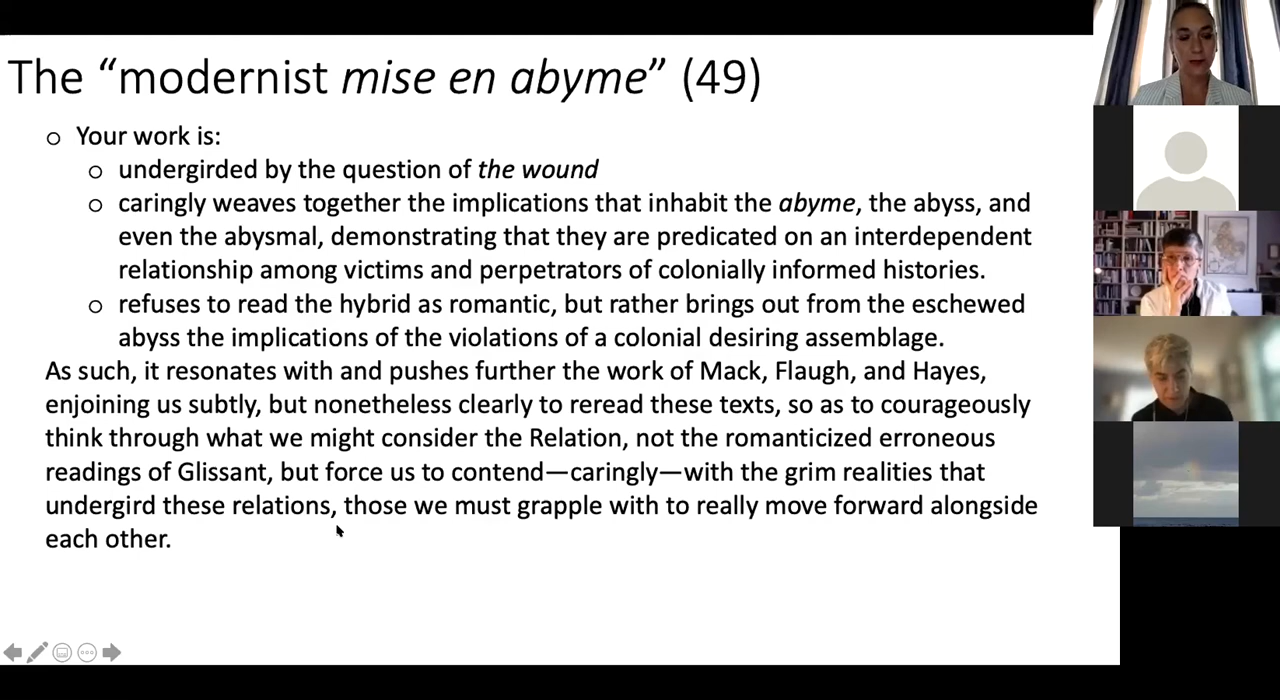 The “modernist mise en abyme” (49)
Your work is:
undergirded by the question of the wound
caringly weaves together the implications that inhabit the abyme, the abyss, and
even the abysmal, demonstrating that they are predicated on an interdependent
relationship among victims and perpetrators of colonially informed histories.
refuses to read the hybrid as romantic, but rather brings out from the eschewed
abyss the implications of the violations of a colonial desiring assemblage.
As such, it resonates with and pushes further the work of Mack, Flaugh, and Hayes,
enjoining us subtly, but nonetheless clearly to reread these texts, so as to courageously
think through what we might consider the Relation, not the romanticized erroneous
readings of Glissant, but force us to contend—caringly—with the grim realities that
undergird these relations, those we must grapple with to really move forward alongside
each other.